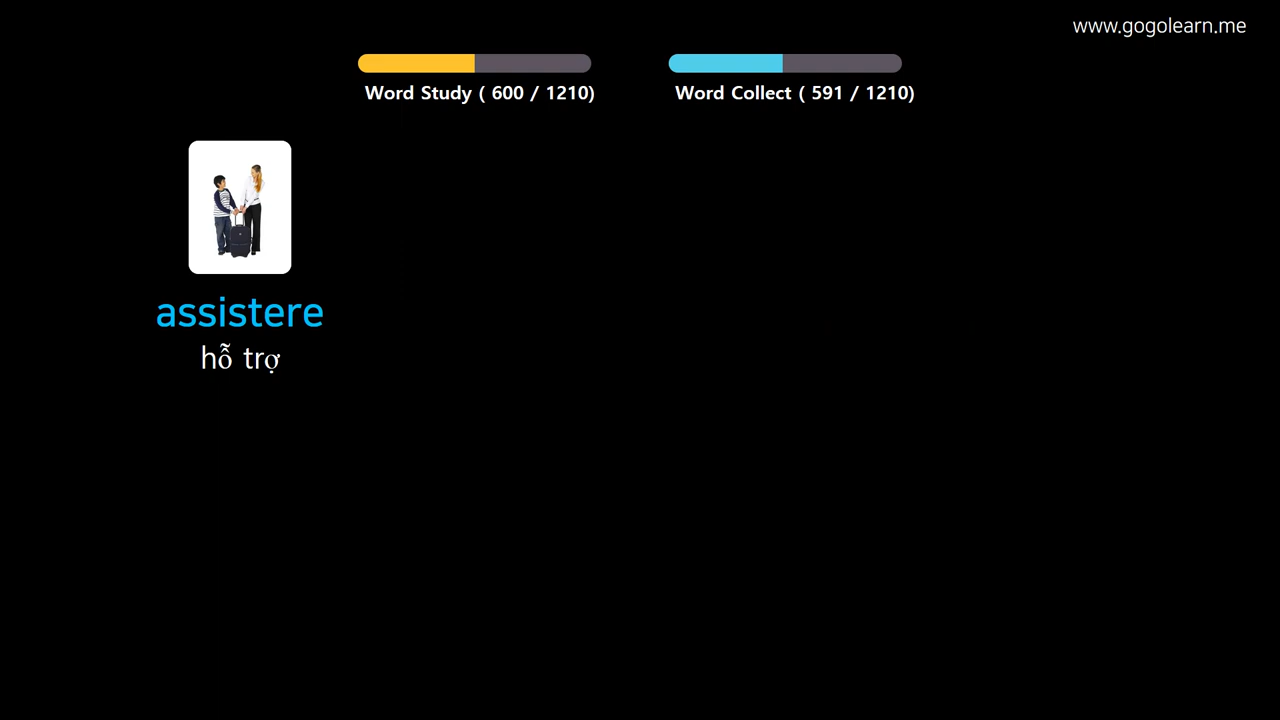 www.gogolearn.me
Word Study ( 600 / 1210)
Word Collect ( 591 / 1210)
assistere
hỗ trợ